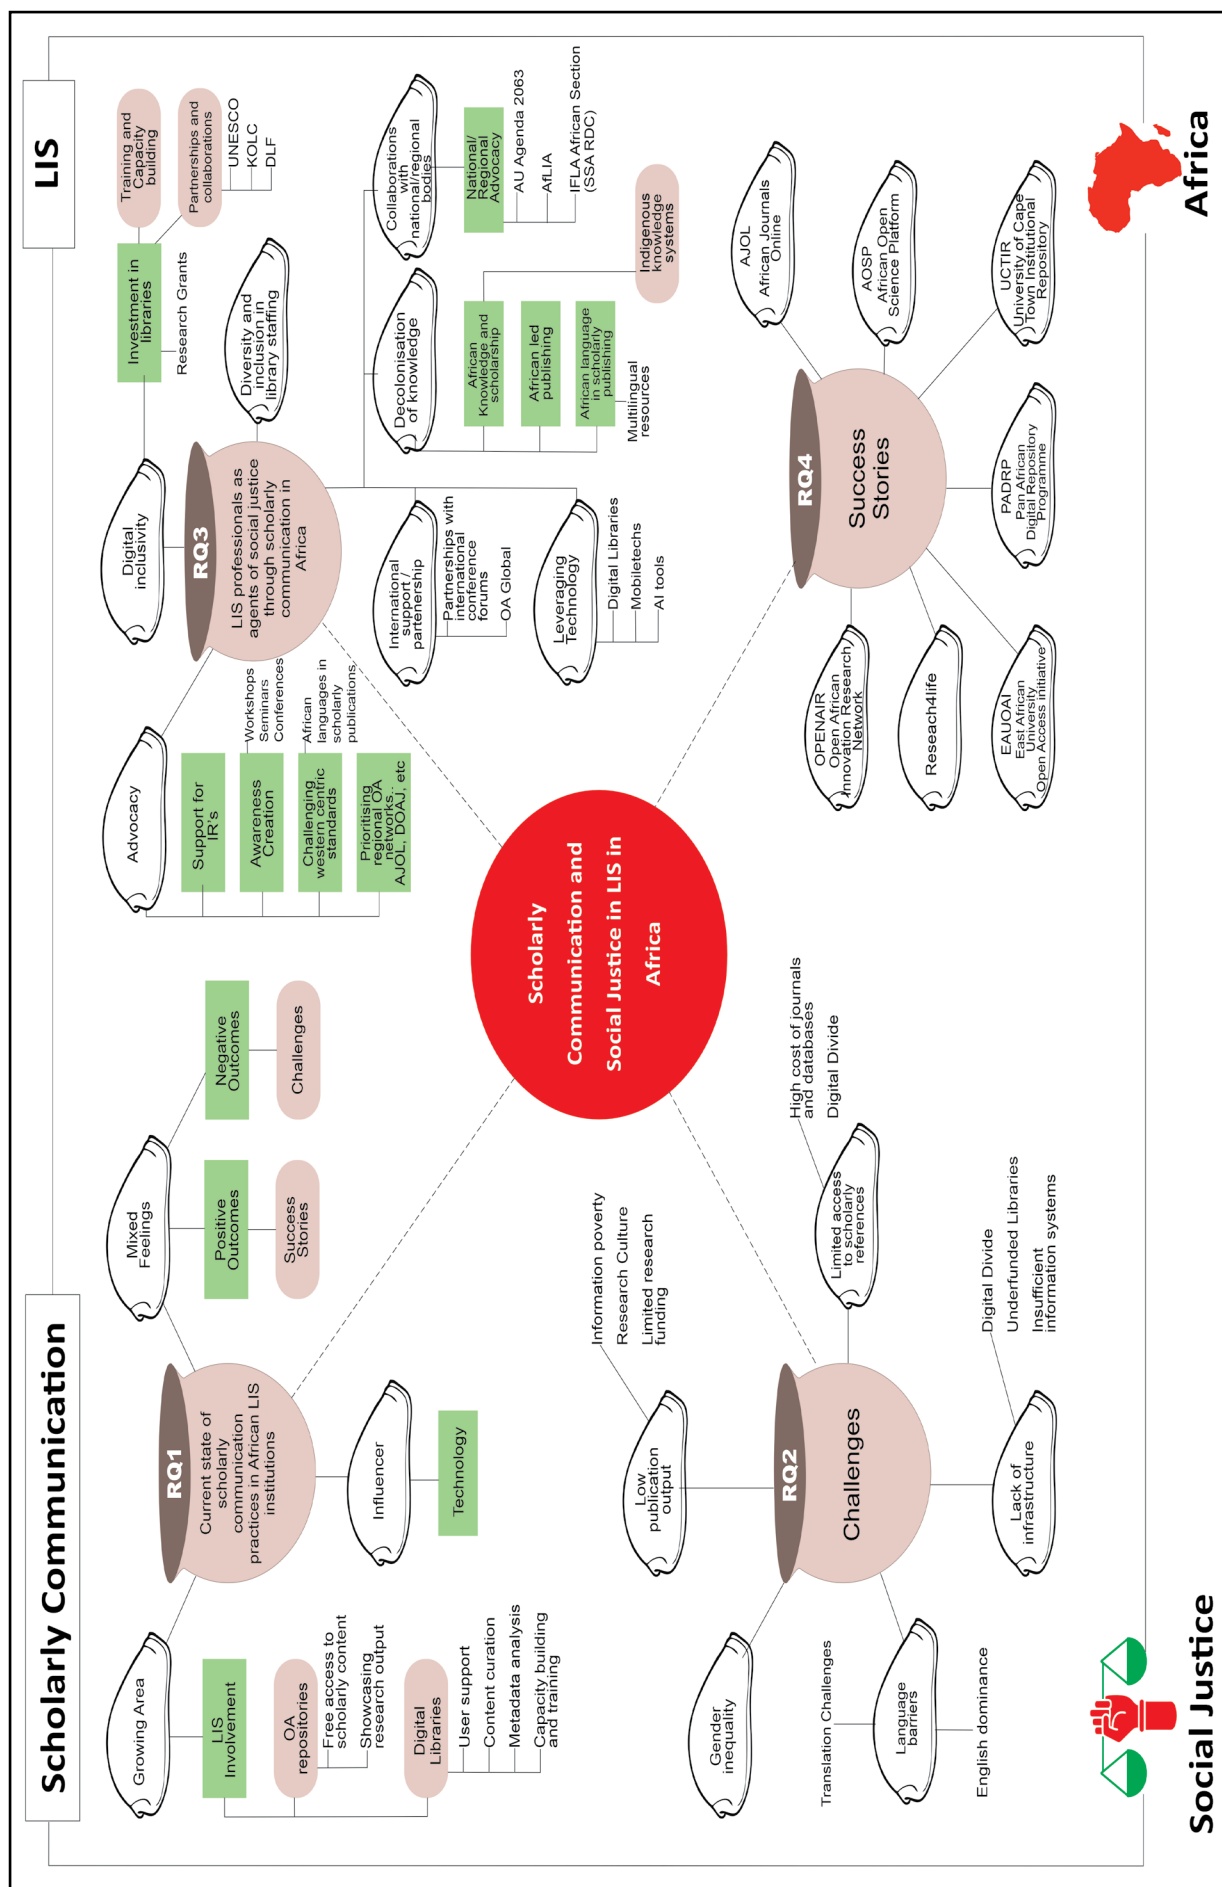 Scholarly Communication
LIS
RQ1
Current state of
scholarly
communication
practices in African LIS
institutions
Growing Area
LIS
Involvement
OA
repositories
Free access to
scholarly content
Showcasing
research output
Digital
Libraries
User support
Content curation
Metadata analysis
Capacity building
and training
Influencer
Technology
Mixed
Feelings
Positive
Outcomes
Success
Stories
Negative
Outcomes
Challenges
RQ3
LIS professionals as
agents of social justice
through scholarly
communication in
Africa
Advocacy
Support for
IR's
Awareness
Creation
Workshops
Seminars
Conferences
Challenging
western centric
standards
African
languages in
scholarly
publications
Prioritising
regional OA
networks..
AJOL, DOAJ, etc
Digital
inclusivity
Investment in
libraries
Training and
Capacity
building
Partnerships and
collaborations
UNESCO
KOLC
DLF
Research Grants
Diversity and
inclusion in
library staffing
International
support /
partenership
Partnerships with
international
conference
forums
OA Global
Leveraging
Technology
Digital Libraries
Mobiletechs
AI tools
Decolonisation
of knowledge
African
Knowledge and
scholarship
Indigenous
knowledge
systems
African led
publishing
African language
in scholarly
publishing
Multilingual
resources
Collaborations
with
national/regional
bodies
National/
Regional
Advocacy
AU Agenda 2063
AfLIA
IFLA African Section
(SSA RDC)
Scholarly
Communication and
Social Justice in LIS in
Africa
RQ2
Challenges
Gender
inequality
Low
publication
output
Information poverty
Research Culture
Limited research
funding
Limited access
to scholarly
references
High cost of journals
and databases
Digital Divide
Language
barriers
Translation Challenges
English dominance
Lack of
infrastructure
Digital Divide
Underfunded Libraries
Insufficient
information systems
RQ4
Success
Stories
OPENAIR
Open African
Innovation Research
Network
Reseach4life
EAUOAI
East African
University
Open Access initiative
PADRP
Pan African
Digital Repository
Programme
UCTIR
University of Cape
Town Institutional
Repository
AOSP
African Open
Science Platform
AJOL
African Journals
Online
Social Justice
Africa